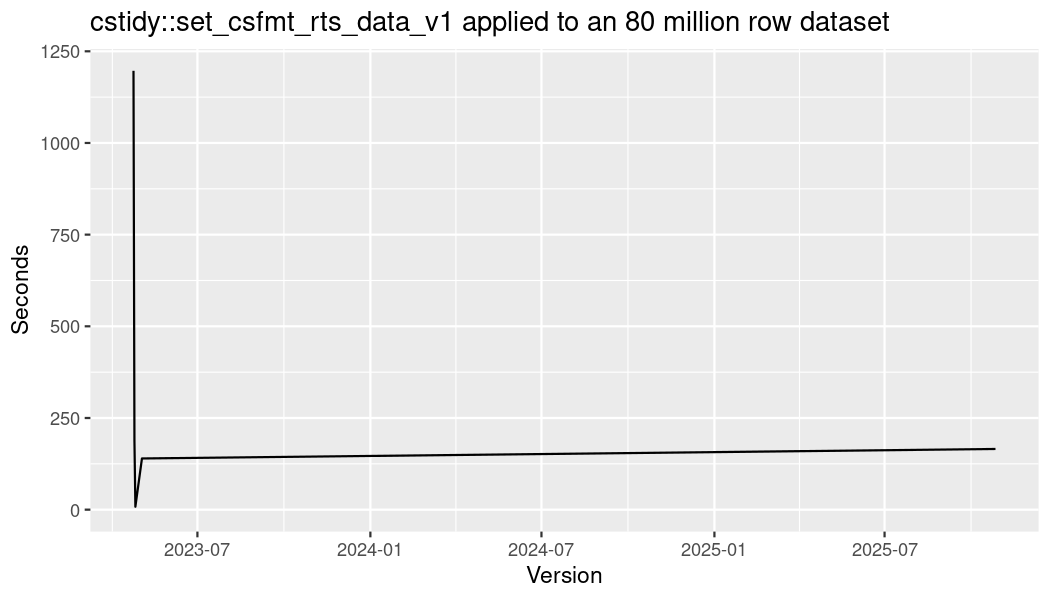 cstidy::set_csfmt_rts_data_v1 applied to an 80 million row dataset
1250
1000
750
500
250
0
Seconds
2023-07 2024-01 2024-07 2025-01 2025-07
Version